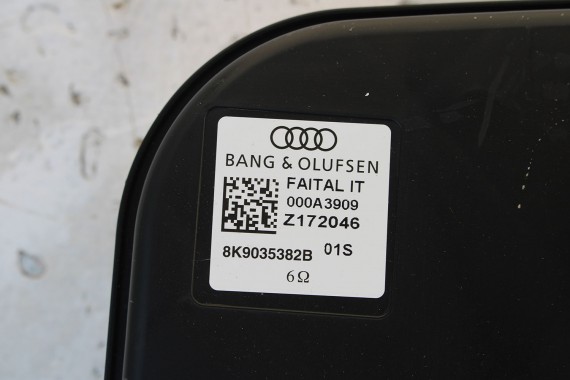 BANG & OLUFSEN
FAITAL IT
000A3909
Z172046
8K9035382B 01S
6Ω